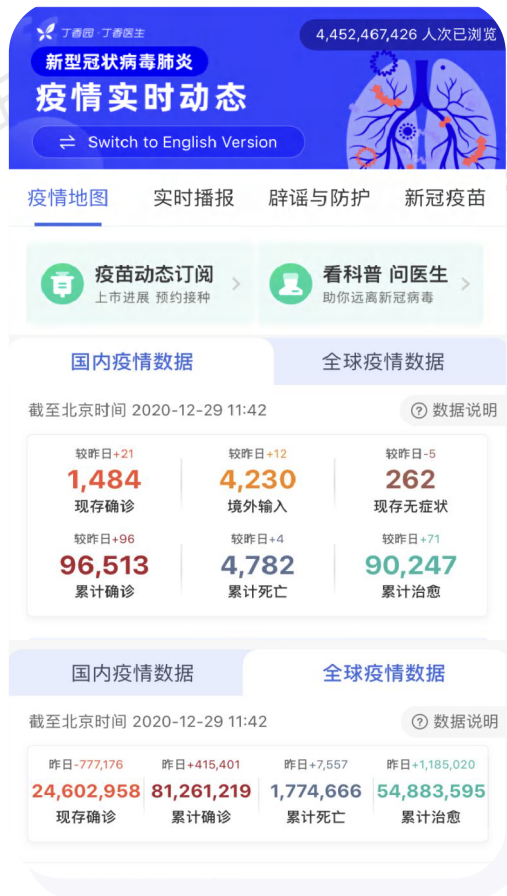 丁香园·丁香医生
4,452,467,426 人次已浏览
新型冠状病毒肺炎
疫情实时动态
Switch to English Version
疫情地图 实时播报 辟谣与防护 新冠疫苗
疫苗动态订阅 看科普 问医生
上市进展 预约接种 助你远离新冠病毒
国内疫情数据 全球疫情数据
截至北京时间 2020-12-29 11:42 数据说明
较昨日+21 较昨日+12 较昨日-5
1,484 4,230 262
现存确诊 境外输入 现存无症状
较昨日+96 较昨日+4 较昨日+71
96,513 4,782 90,247
累计确诊 累计死亡 累计治愈
国内疫情数据 全球疫情数据
截至北京时间 2020-12-29 11:42 数据说明
昨日-777,176 昨日+415,401 昨日+7,557 昨日+1,185,020
24,602,958 81,261,219 1,774,666 54,883,595
现存确诊 累计确诊 累计死亡 累计治愈